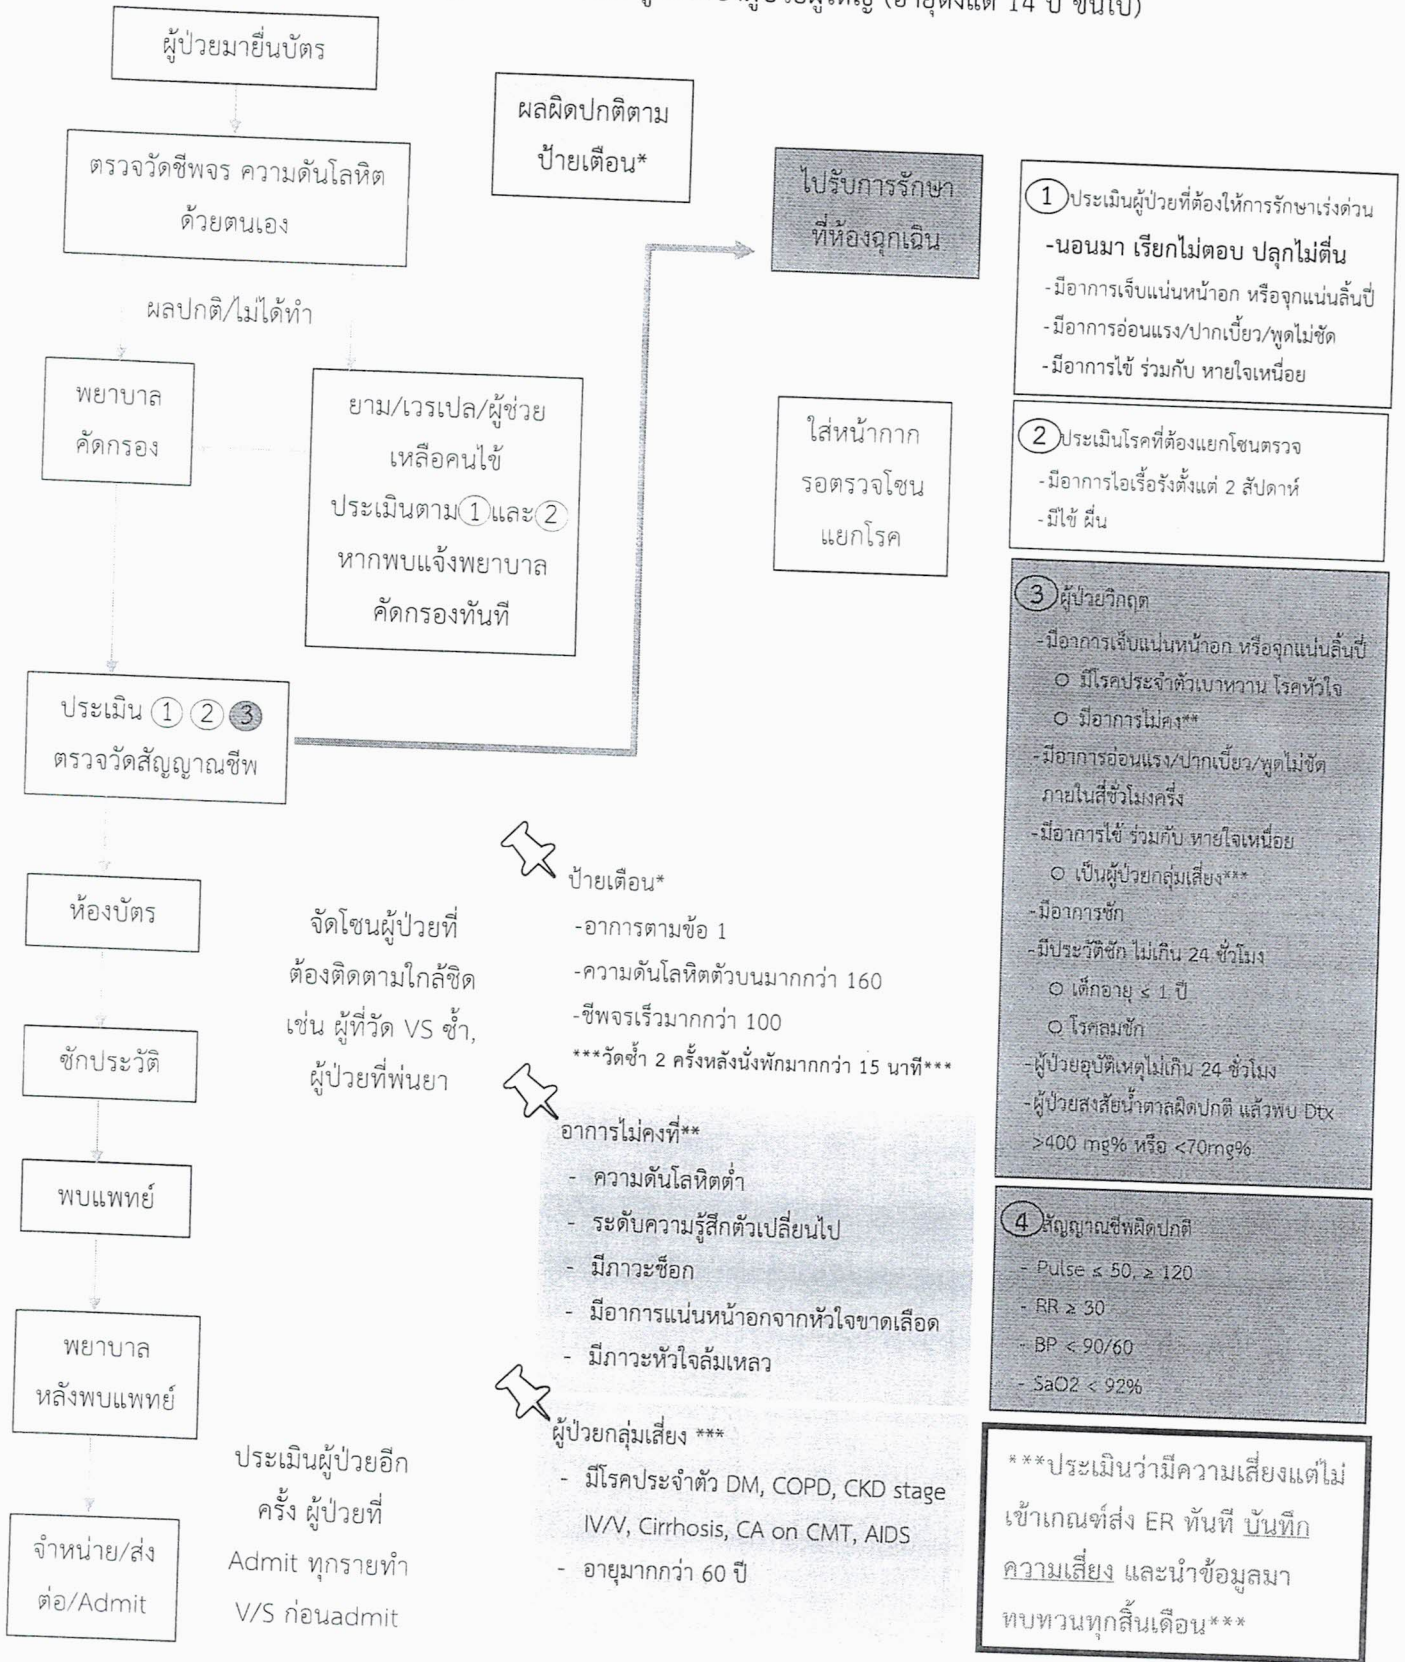 ผู้ป่วยผู้ใหญ่ (อายุตั้งแต่ 14 ปี ขึ้นไป)
ผู้ป่วยมายื่นบัตร
ตรวจวัดชีพจร ความดันโลหิต
ด้วยตนเอง
ผลผิดปกติตาม
ป้ายเตือน*
ไปรับการรักษา
ที่ห้องฉุกเฉิน
ผลปกติ/ไม่ได้ทำ
พยาบาล
คัดกรอง
ยาม/เวรเปล/ผู้ช่วย
เหลือคนไข้
ประเมินตาม①และ②
หากพบแจ้งพยาบาล
คัดกรองทันที
ใส่หน้ากาก
รอตรวจโซน
แยกโรค
ประเมิน ① ② ③
ตรวจวัดสัญญาณชีพ
ห้องบัตร
ซักประวัติ
พบแพทย์
พยาบาล
หลังพบแพทย์
จำหน่าย/ส่ง
ต่อ/Admit
จัดโซนผู้ป่วยที่
ต้องติดตามใกล้ชิด
เช่น ผู้ที่วัด VS ซ้ำ,
ผู้ป่วยที่พ่นยา
ประเมินผู้ป่วยอีก
ครั้ง ผู้ป่วยที่
Admit ทุกรายทำ
V/S ก่อนadmit
ป้ายเตือน*
-อาการตามข้อ 1
-ความดันโลหิตตัวบนมากกว่า 160
-ชีพจรเร็วมากกว่า 100
***วัดซ้ำ 2 ครั้งหลังนั่งพักมากกว่า 15 นาที***
อาการไม่คงที่**
- ความดันโลหิตต่ำ
- ระดับความรู้สึกตัวเปลี่ยนไป
- มีภาวะช็อก
- มีอาการแน่นหน้าอกจากหัวใจขาดเลือด
- มีภาวะหัวใจล้มเหลว
ผู้ป่วยกลุ่มเสี่ยง ***
- มีโรคประจำตัว DM, COPD, CKD stage
IV/V, Cirrhosis, CA on CMT, AIDS
- อายุมากกว่า 60 ปี
① ประเมินผู้ป่วยที่ต้องให้การรักษาเร่งด่วน
-นอนมา เรียกไม่ตอบ ปลุกไม่ตื่น
-มีอาการเจ็บแน่นหน้าอก หรือจุกแน่นลิ้นปี่
-มีอาการอ่อนแรง/ปากเบี้ยว/พูดไม่ชัด
-มีอาการไข้ ร่วมกับ หายใจเหนื่อย
② ประเมินโรคที่ต้องแยกโซนตรวจ
-มีอาการไอเรื้อรังตั้งแต่ 2 สัปดาห์
-มีไข้ ผื่น
③ ผู้ป่วยวิกฤต
-มีอาการเจ็บแน่นหน้าอก หรือจุกแน่นลิ้นปี่
○ มีโรคประจำตัวเบาหวาน โรคหัวใจ
○ มีอาการไม่คง**
-มีอาการอ่อนแรง/ปากเบี้ยว/พูดไม่ชัด
ภายในสี่ชั่วโมงครึ่ง
-มีอาการไข้ ร่วมกับ หายใจเหนื่อย
○ เป็นผู้ป่วยกลุ่มเสี่ยง***
-มีอาการชัก
-มีประวัติชัก ไม่เกิน 24 ชั่วโมง
○ เด็กอายุ ≤ 1 ปี
○ โรคลมชัก
-ผู้ป่วยอุบัติเหตุไม่เกิน 24 ชั่วโมง
-ผู้ป่วยสงสัยน้ำตาลผิดปกติ แล้วพบ Dtx
>400 mg% หรือ <70mg%
④ สัญญาณชีพผิดปกติ
- Pulse ≤ 50, ≥ 120
- RR ≥ 30
- BP < 90/60
- SaO2 < 92%
***ประเมินว่ามีความเสี่ยงแต่ไม่
เข้าเกณฑ์ส่ง ER ทันที บันทึก
ความเสี่ยง และนำข้อมูลมา
ทบทวนทุกสิ้นเดือน***